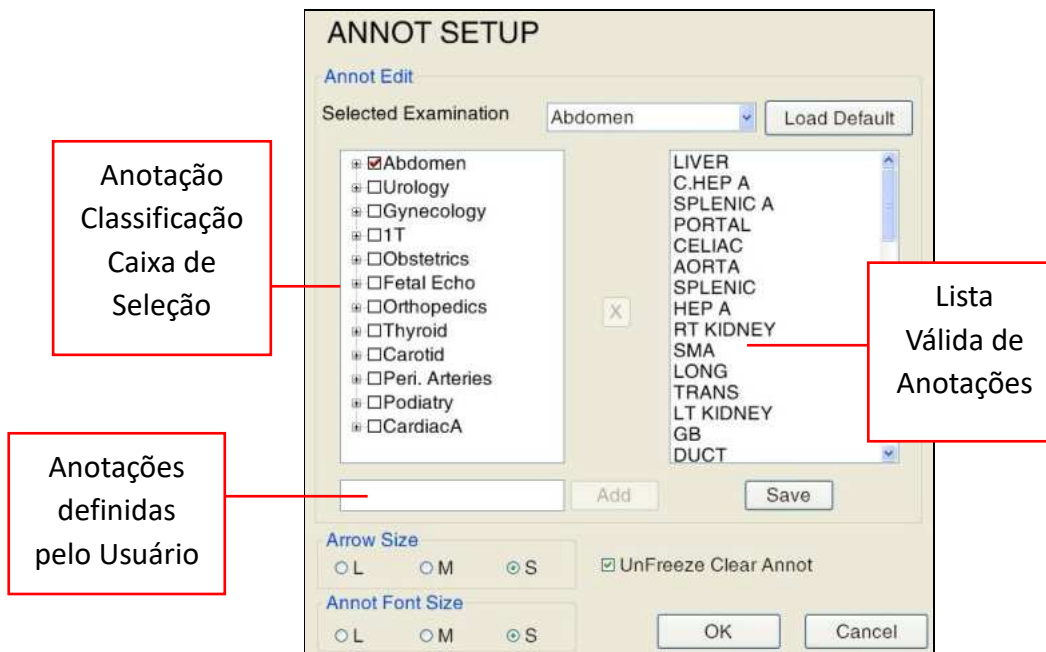 ANNOT SETUP
Annot Edit
Selected Examination
Abdomen
Load Default
Anotação
Classificação
Caixa de
Seleção
Abdomen
Urology
Gynecology
1T
Obstetrics
Fetal Echo
Orthopedics
Thyroid
Carotid
Peri. Arteries
Podiatry
CardiacA
X
LIVER
C.HEP A
SPLENIC A
PORTAL
CELIAC
AORTA
SPLENIC
HEP A
RT KIDNEY
SMA
LONG
TRANS
LT KIDNEY
GB
DUCT
Lista
Válida de
Anotações
Anotações
definidas
pelo Usuário
Add
Save
Arrow Size
L M S
UnFreeze Clear Annot
Annot Font Size
L M S
OK
Cancel